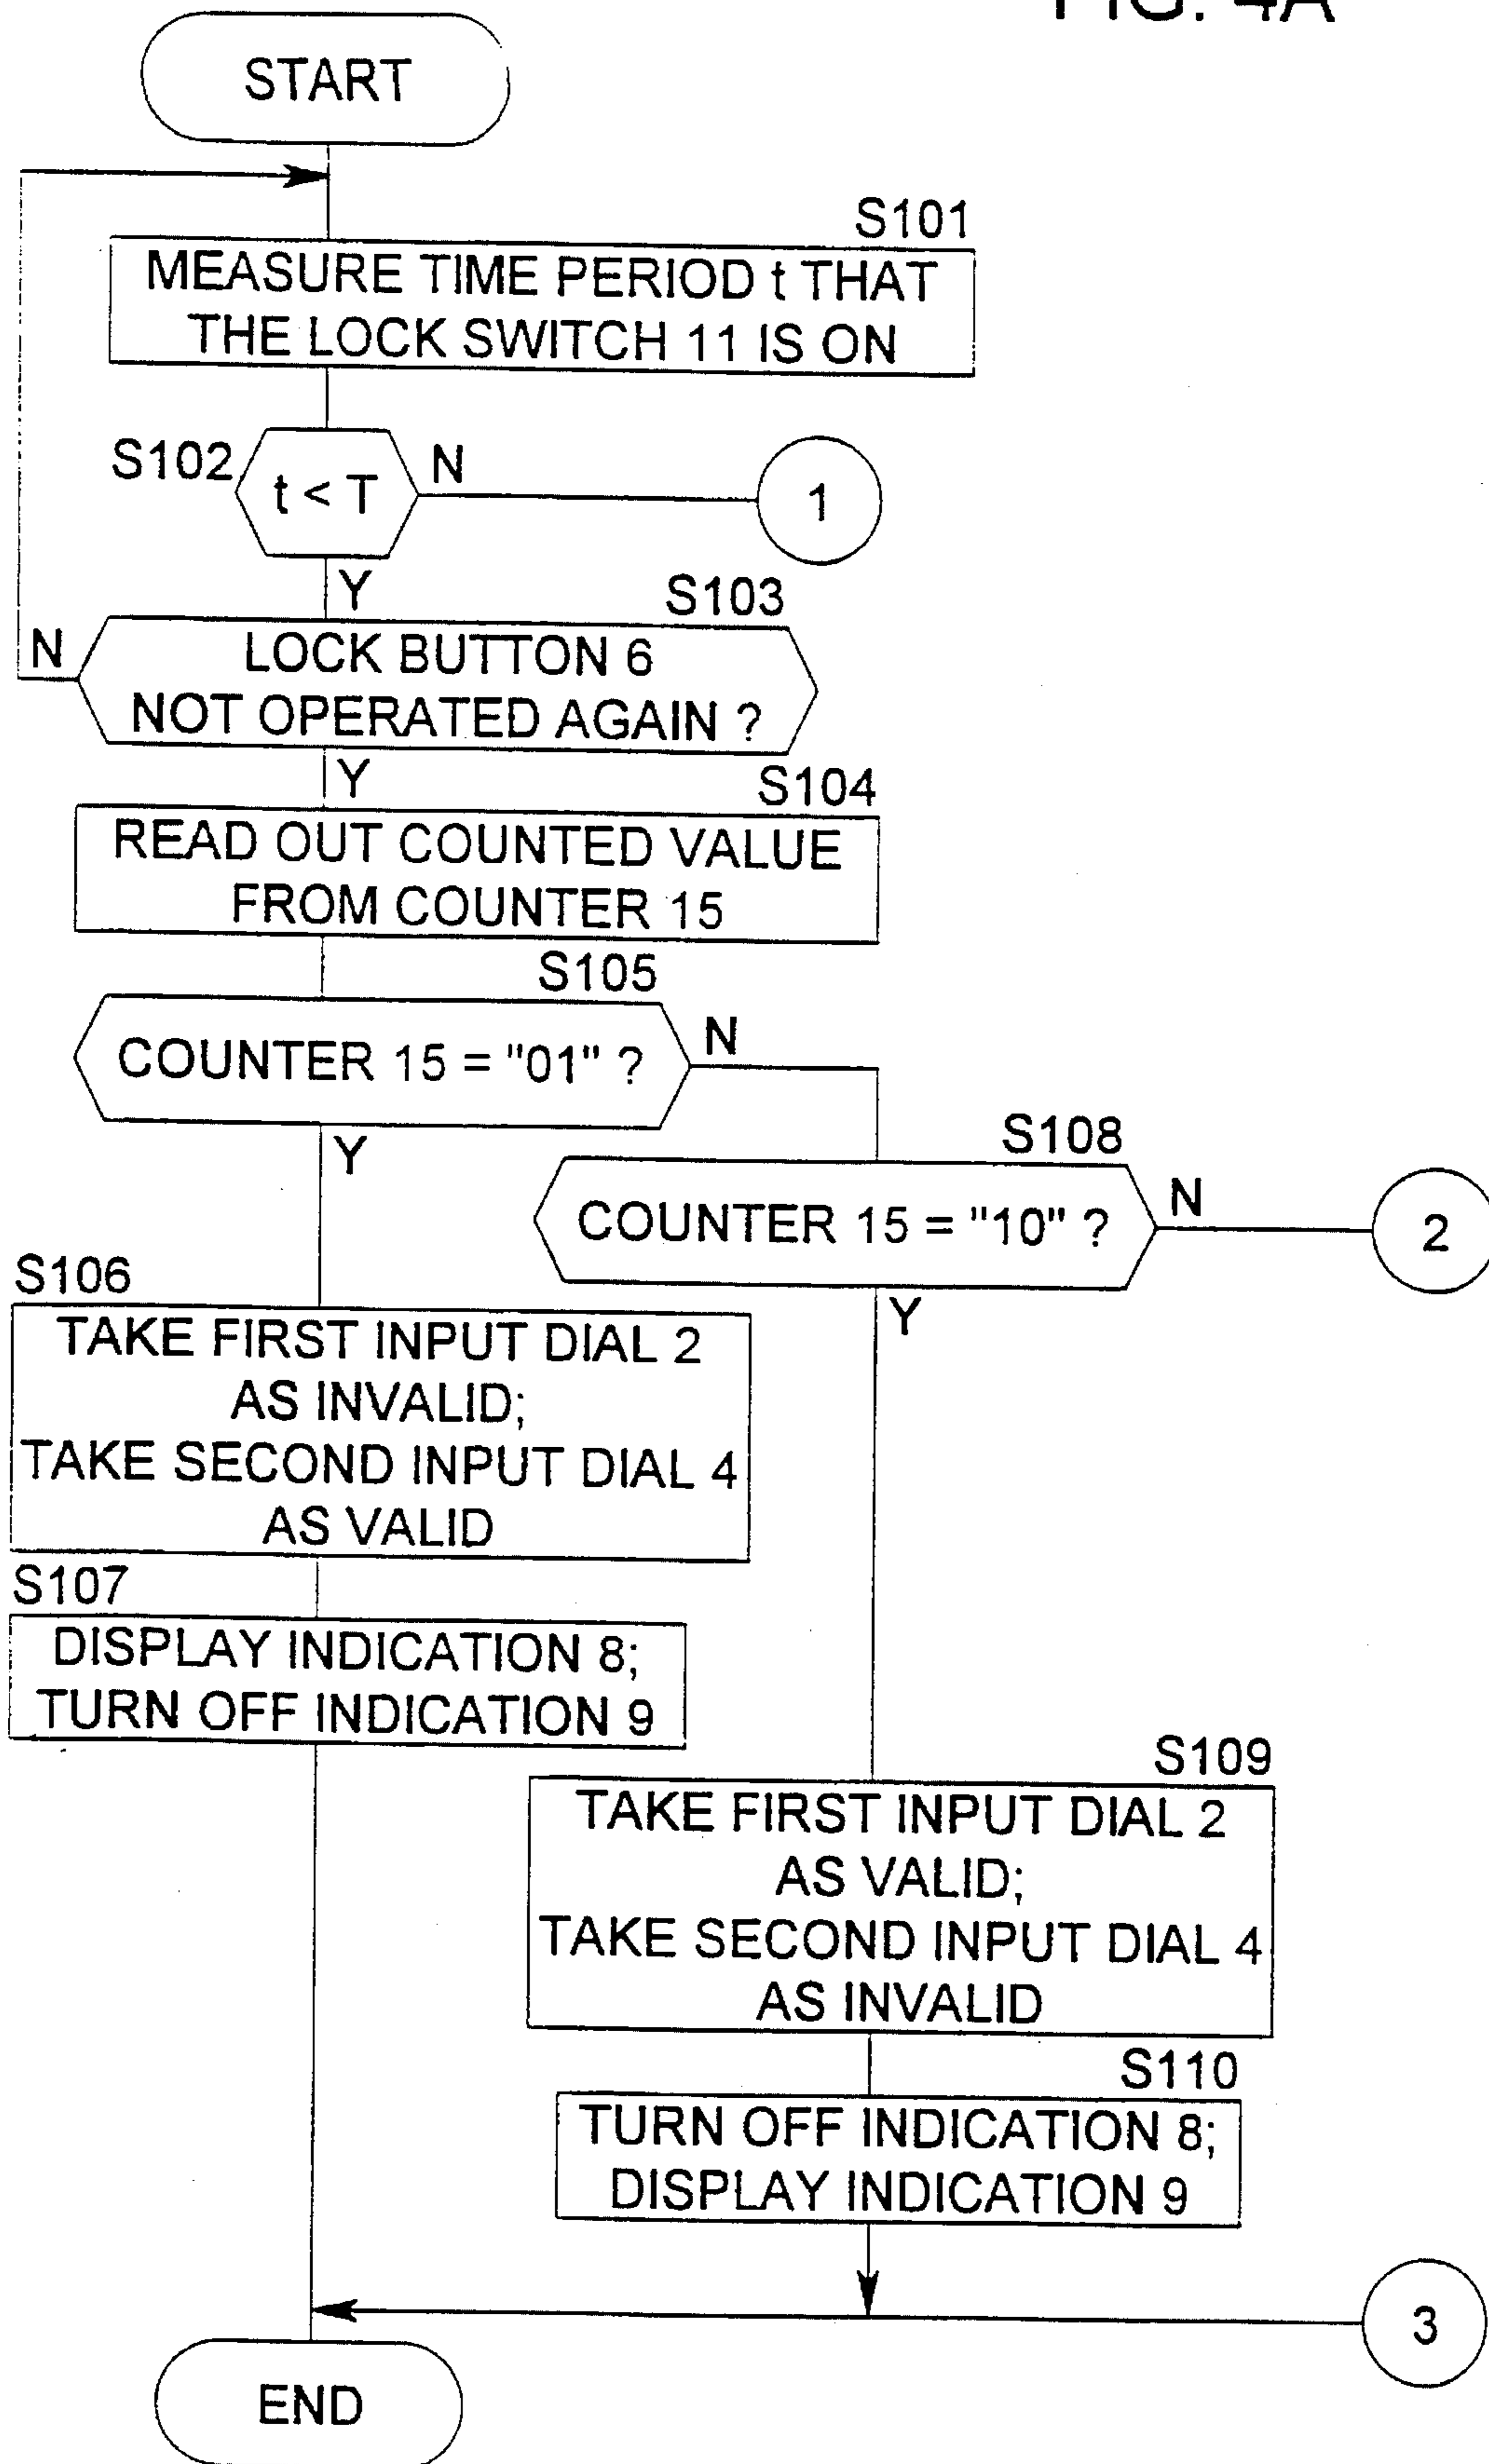 FIG. 4A
START
S101
MEASURE TIME PERIOD t THAT
THE LOCK SWITCH 11 IS ON
S102
t < T
N
1
Y
S103
N
LOCK BUTTON 6
NOT OPERATED AGAIN ?
Y
S104
READ OUT COUNTED VALUE
FROM COUNTER 15
S105
COUNTER 15 = "01" ?
N
Y
S108
COUNTER 15 = "10" ?
N
2
Y
S106
TAKE FIRST INPUT DIAL 2
AS INVALID;
TAKE SECOND INPUT DIAL 4
AS VALID
S107
DISPLAY INDICATION 8;
TURN OFF INDICATION 9
S109
TAKE FIRST INPUT DIAL 2
AS VALID;
TAKE SECOND INPUT DIAL 4
AS INVALID
S110
TURN OFF INDICATION 8;
DISPLAY INDICATION 9
3
END